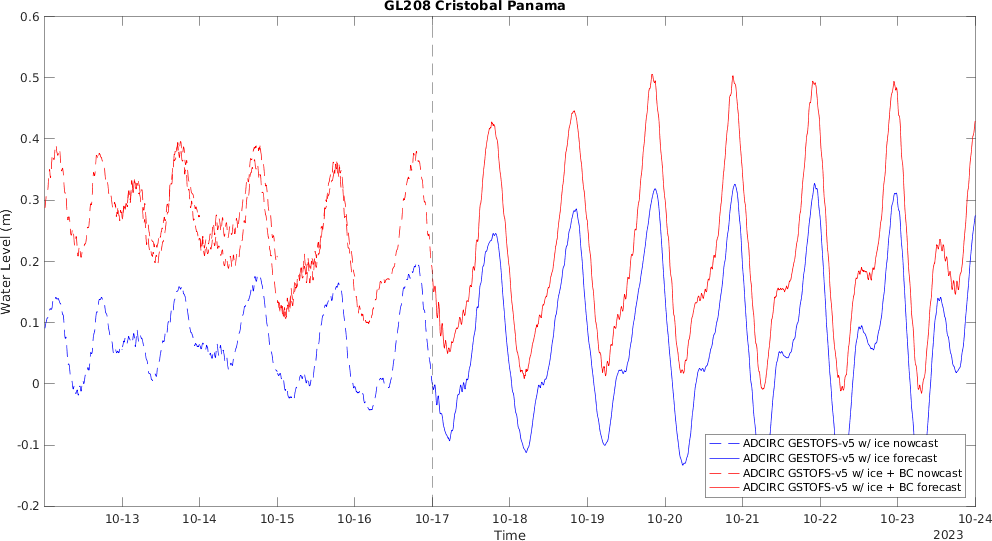 GL208 Cristobal Panama
0.6
0.5
0.4
0.3
0.2
0.1
0
-0.1
-0.2
Water Level (m)
ADCIRC GESTOFS-v5 w/ ice nowcast
ADCIRC GESTOFS-v5 w/ ice forecast
ADCIRC GSTOFS-v5 w/ ice + BC nowcast
ADCIRC GSTOFS-v5 w/ ice + BC forecast
10-13 10-14 10-15 10-16 10-17 10-18 10-19 10-20 10-21 10-22 10-23 10-24
Time
2023